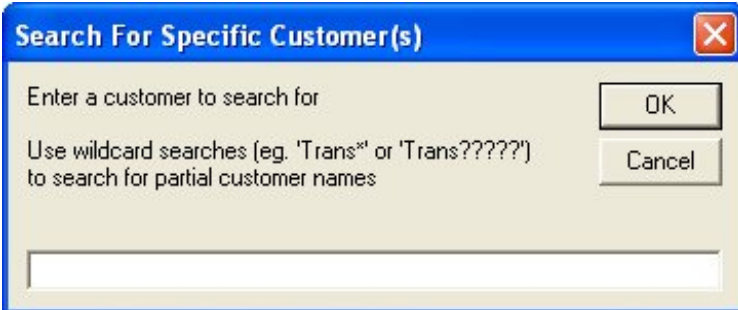 Search For Specific Customer(s)
Enter a customer to search for
OK
Use wildcard searches (eg. 'Trans*' or 'Trans?????')
to search for partial customer names
Cancel